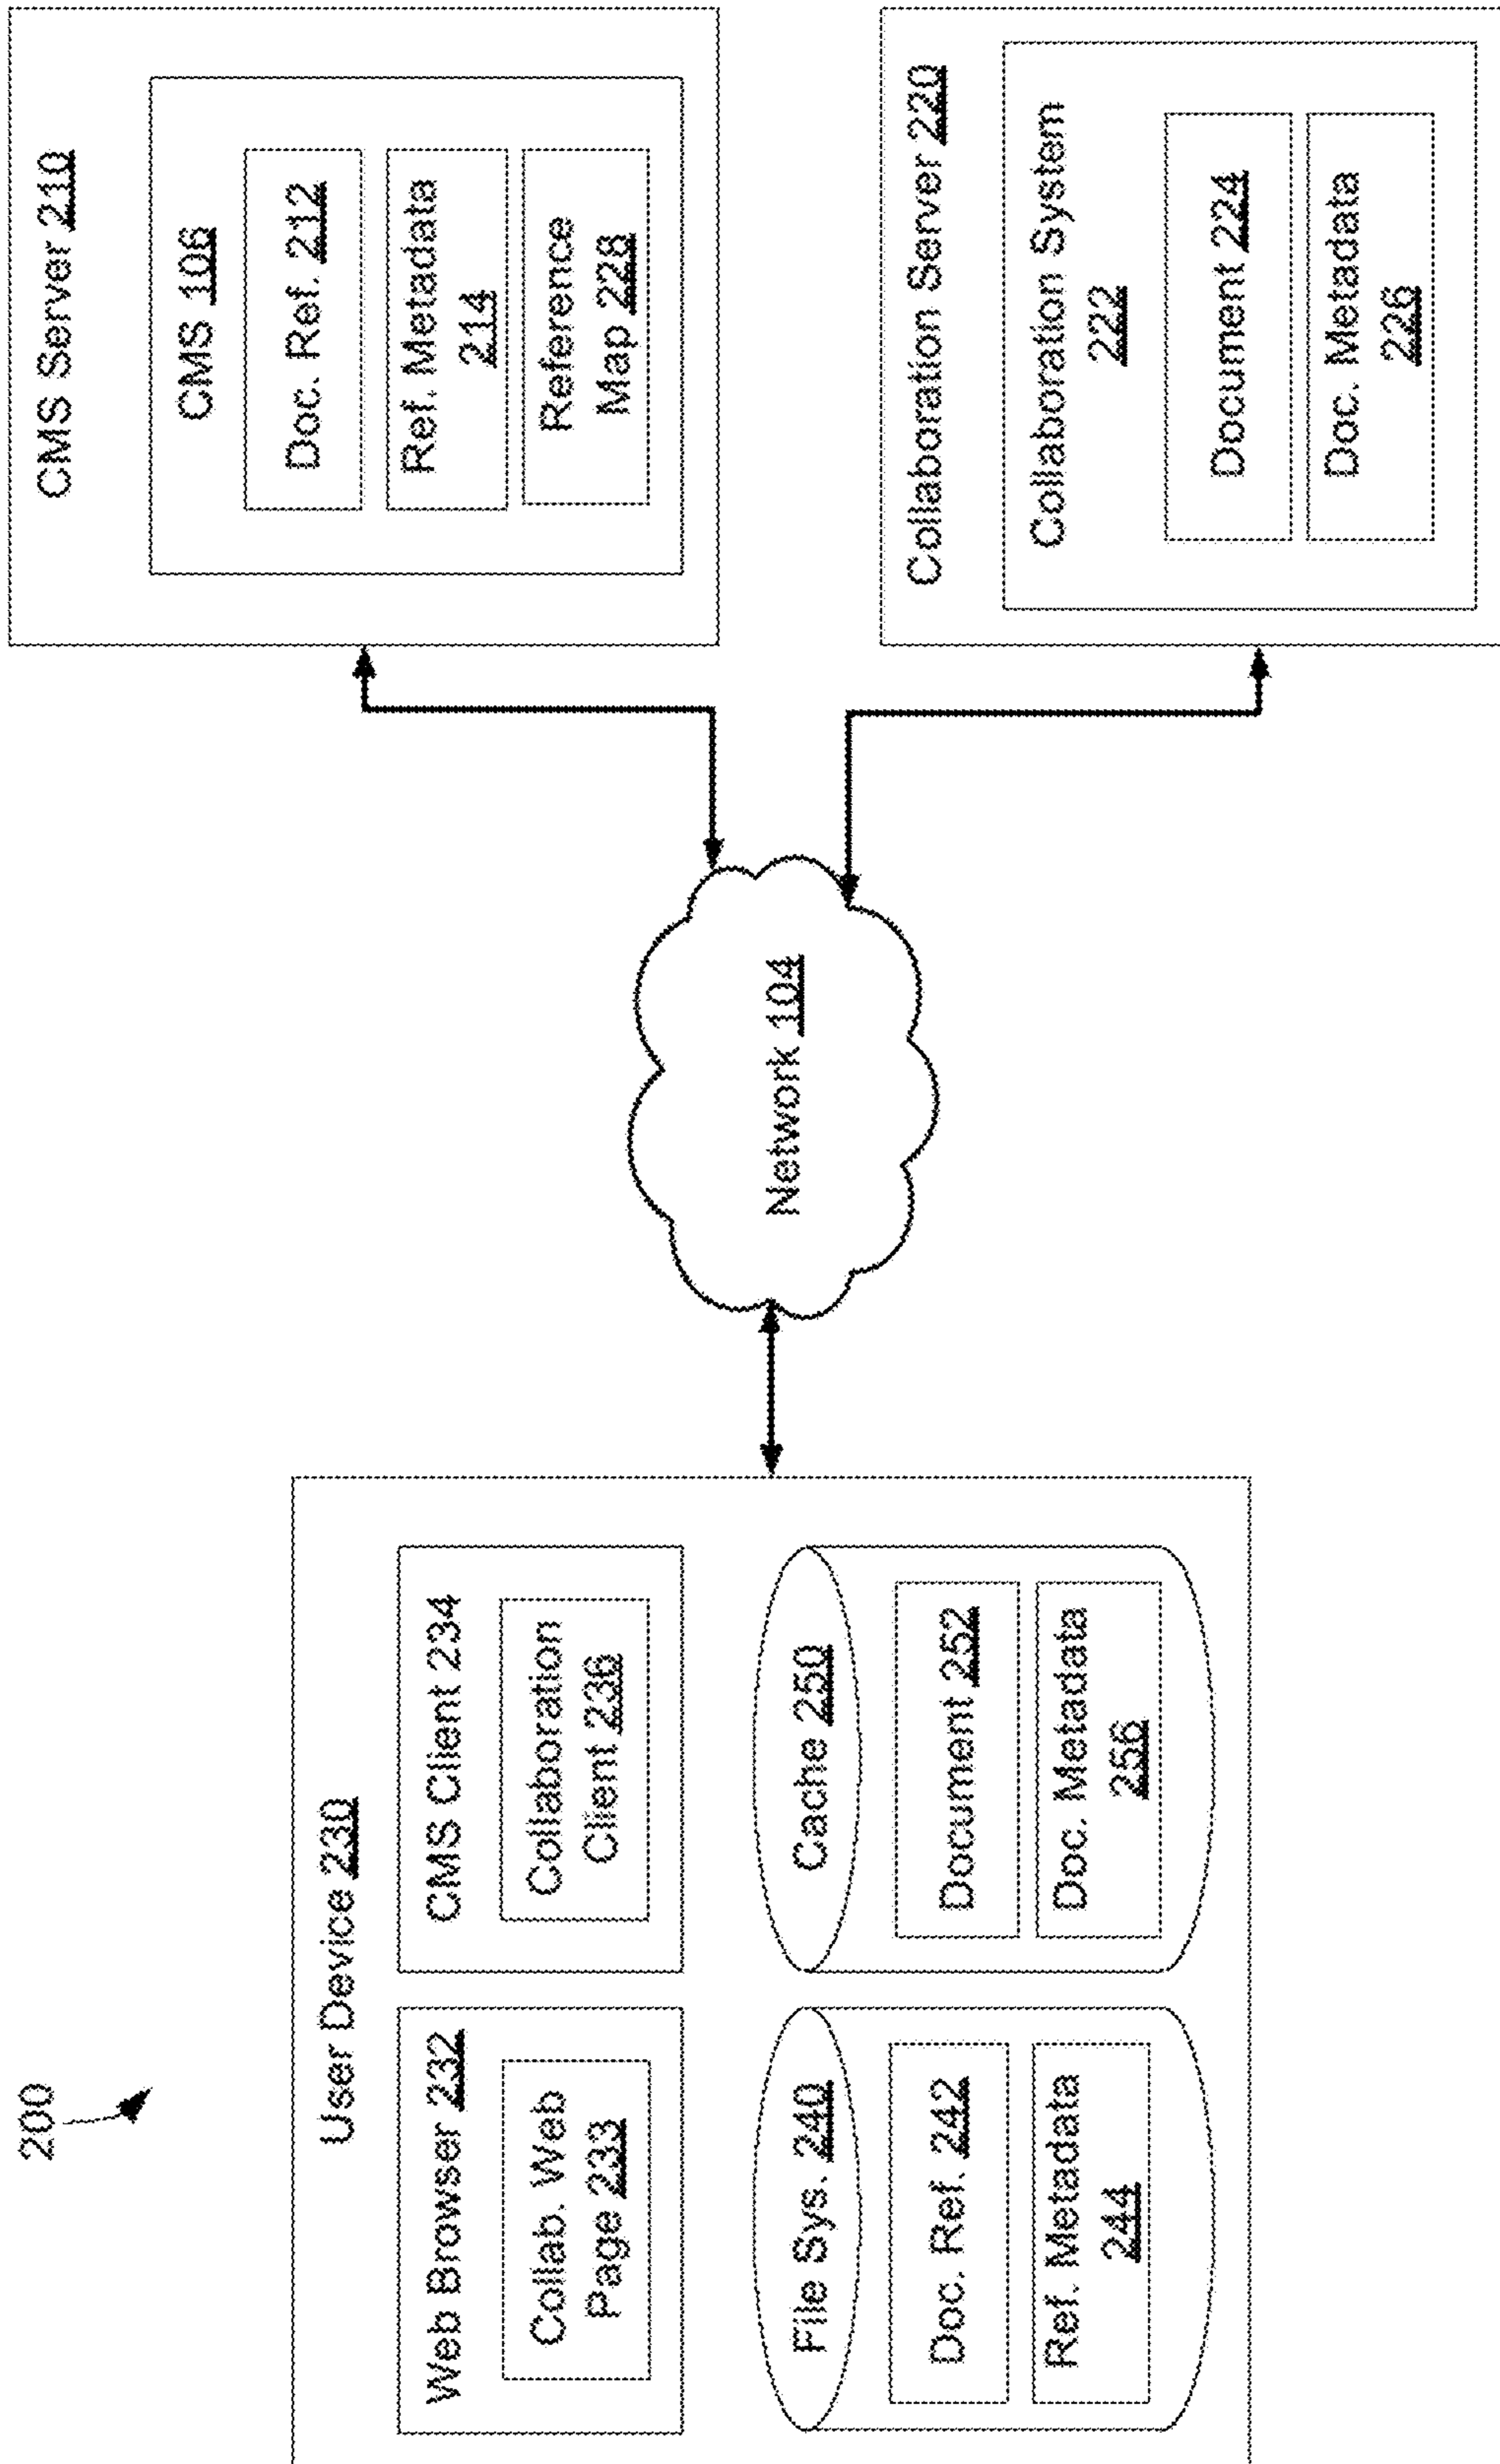 200
User Device 230
Web Browser 232
Collab. Web
Page 233
CMS Client 234
Collaboration
Client 236
File Sys. 240
Doc. Ref. 242
Ref. Metadata
244
Cache 250
Document 252
Doc. Metadata
256
Network 104
CMS Server 210
CMS 106
Doc. Ref. 212
Ref. Metadata
214
Reference
Map 228
Collaboration Server 220
Collaboration System
222
Document 224
Doc. Metadata
226